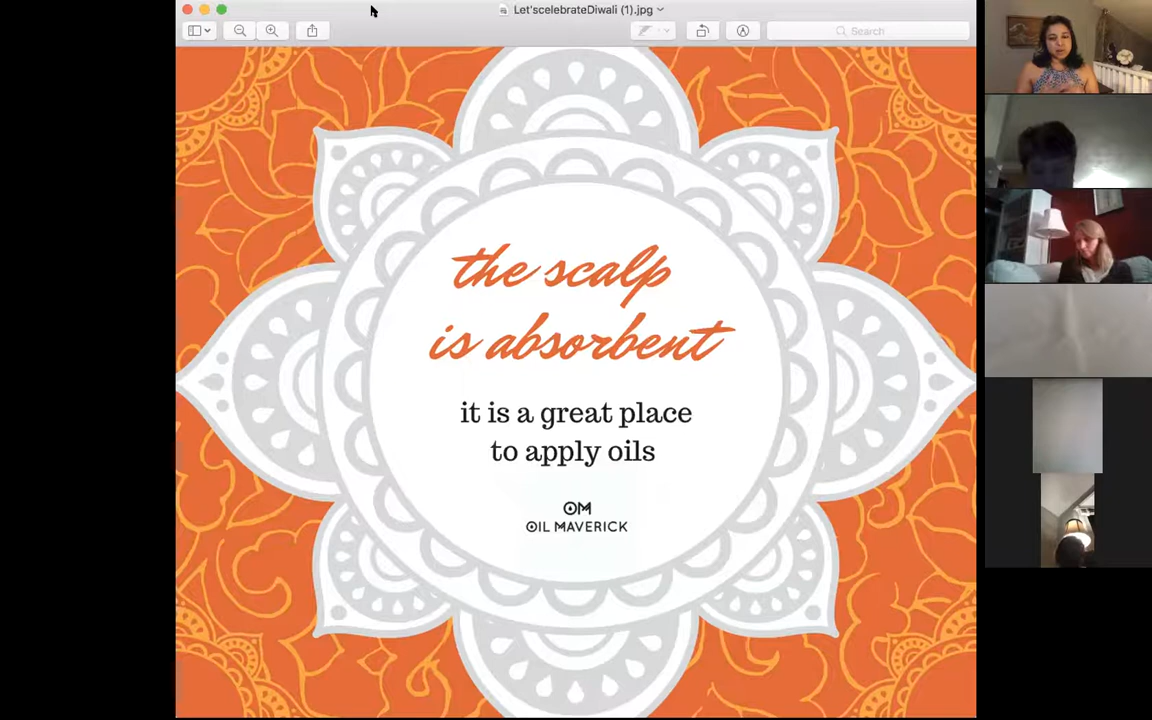 Let'scelebrateDiwali (1).jpg
Search
the scalp
is absorbent
it is a great place
to apply oils
OM
OIL MAVERICK